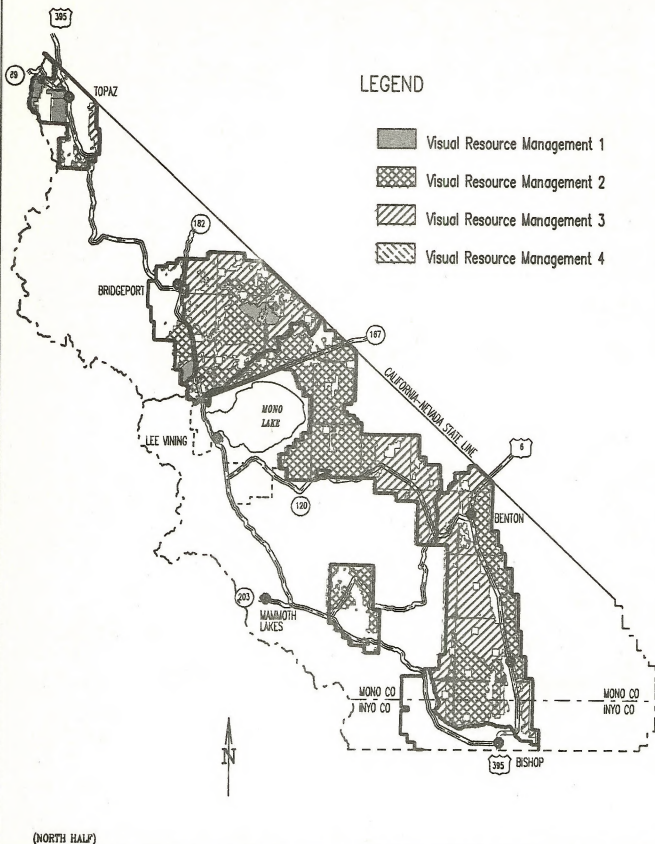 395
89
TOPAZ
LEGEND
Visual Resource Management 1
Visual Resource Management 2
Visual Resource Management 3
Visual Resource Management 4
182
BRIDGEPORT
167
CALIFORNIA-NEVADA STATE LINE
MONO
LAKE
LEE VINING
6
120
BENTON
203
MAMMOTH
LAKES
MONO CO
INYO CO
MONO CO
INYO CO
N
395
BISHOP
(NORTH HALF)